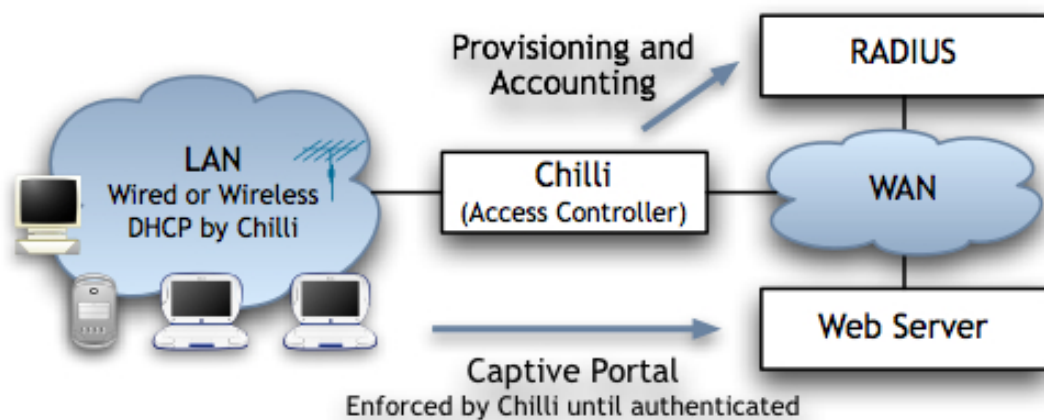 Provisioning and
Accounting
RADIUS
LAN
Wired or Wireless
DHCP by Chilli
Chilli
(Access Controller)
WAN
Web Server
Captive Portal
Enforced by Chilli until authenticated